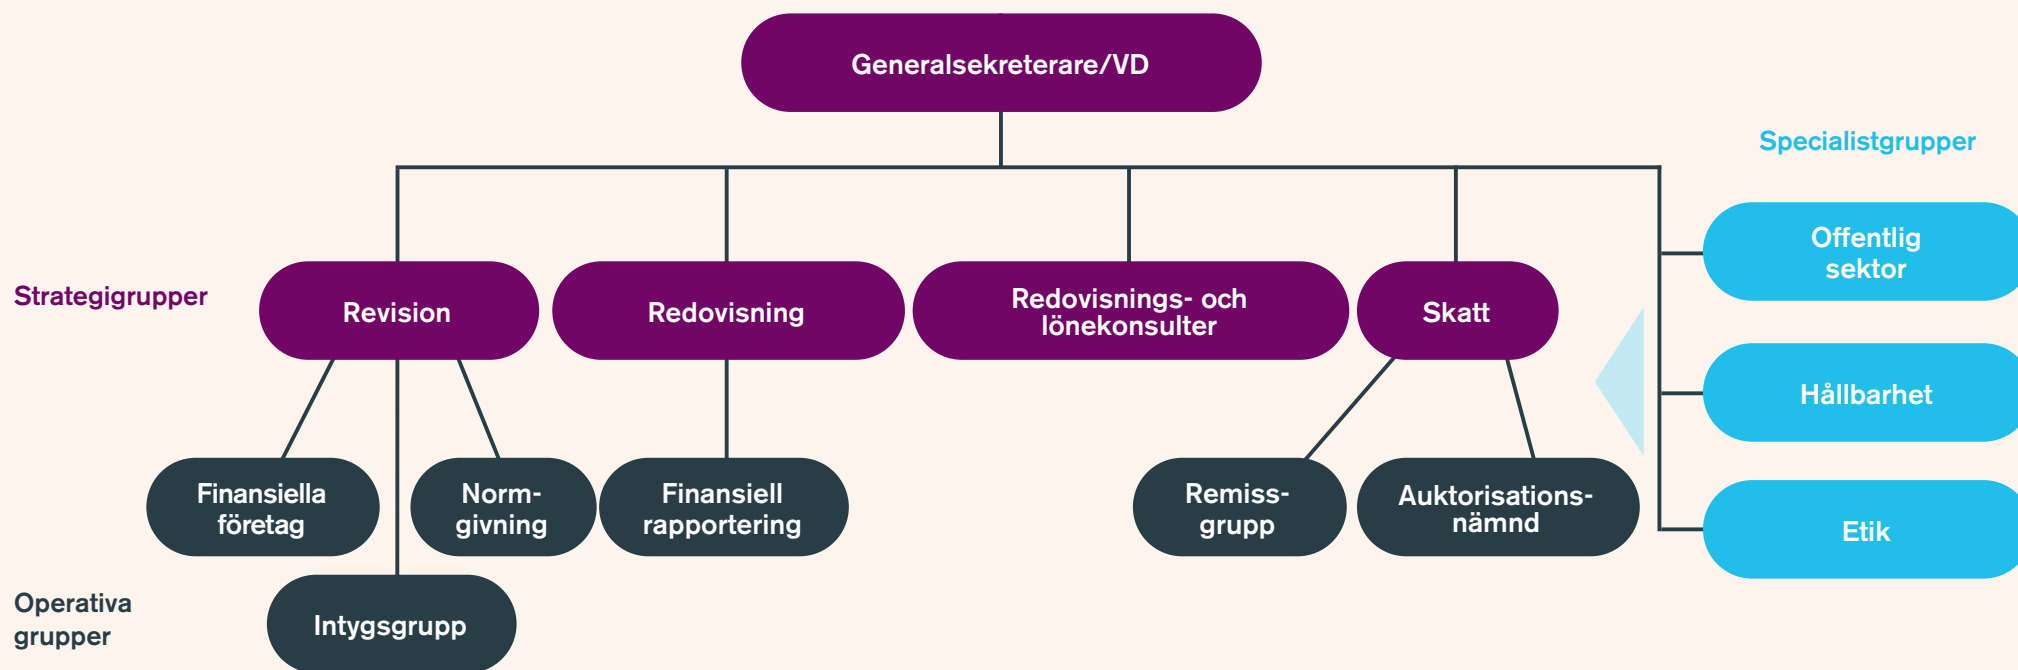 Generalsekreterare/VD
Specialistgrupper
Offentlig
sektor
Strategigrupper
Revision
Redovisning
Redovisnings- och
lönekonsulter
Skatt
Hållbarhet
Finansiella
företag
Norm-
givning
Finansiell
rapportering
Remiss-
grupp
Auktorisations-
nämnd
Etik
Operativa
grupper
Intygsgrupp